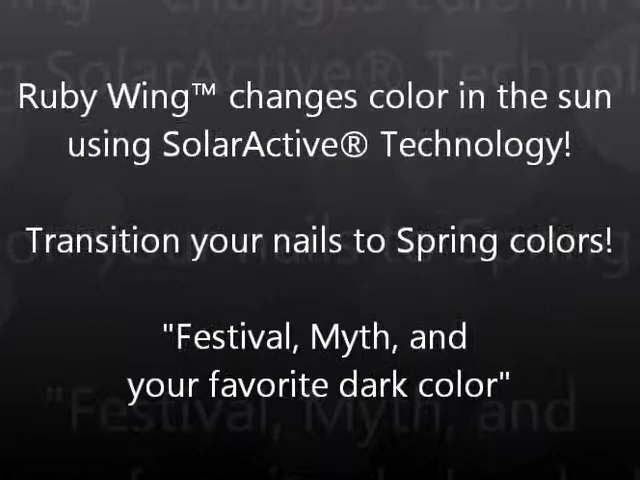 Ruby Wing™ changes color in the sun
using SolarActive® Technology!
Transition your nails to Spring colors!
"Festival, Myth, and
your favorite dark color"